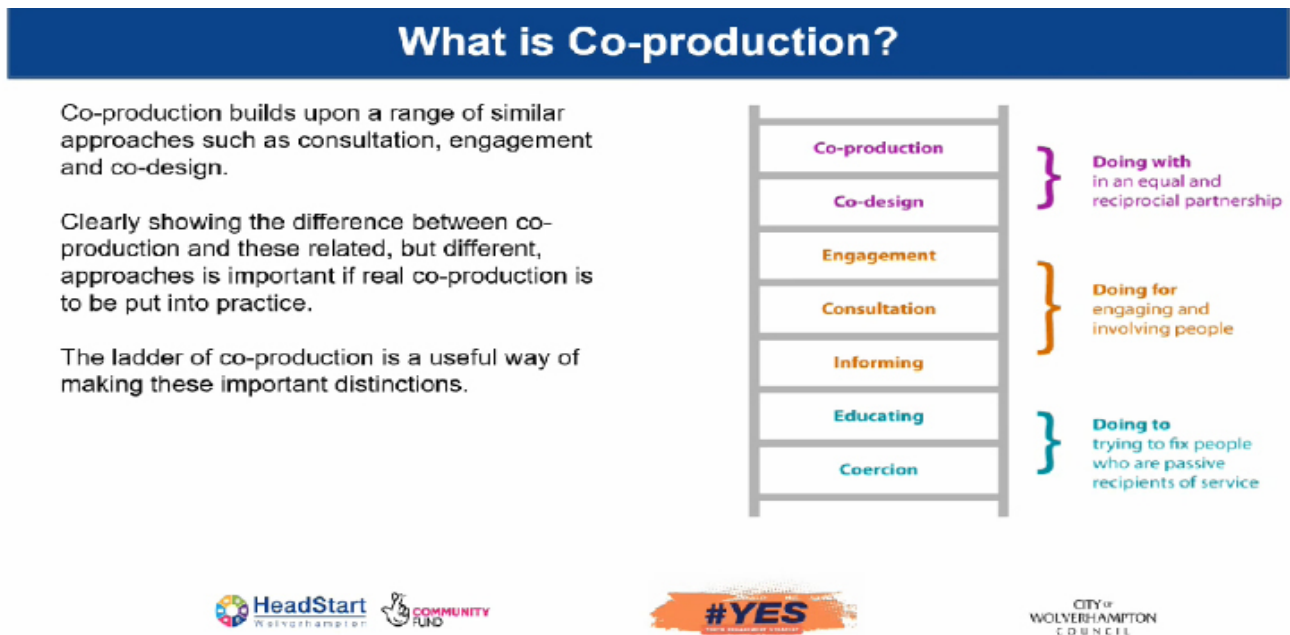 What is Co-production?
Co-production builds upon a range of similar
approaches such as consultation, engagement
and co-design.
Clearly showing the difference between co-
production and these related, but different,
approaches is important if real co-production is
to be put into practice.
The ladder of co-production is a useful way of
making these important distinctions.
Co-production
Co-design
Engagement
Consultation
Informing
Educating
Coercion
Doing with
in an equal and
reciprocial partnership
Doing for
engaging and
involving people
Doing to
trying to fix people
who are passive
recipients of service
HeadStart
Wolverhampton
COMMUNITY
FUND
#YES
CITY OF
WOLVERHAMPTON
COUNCIL